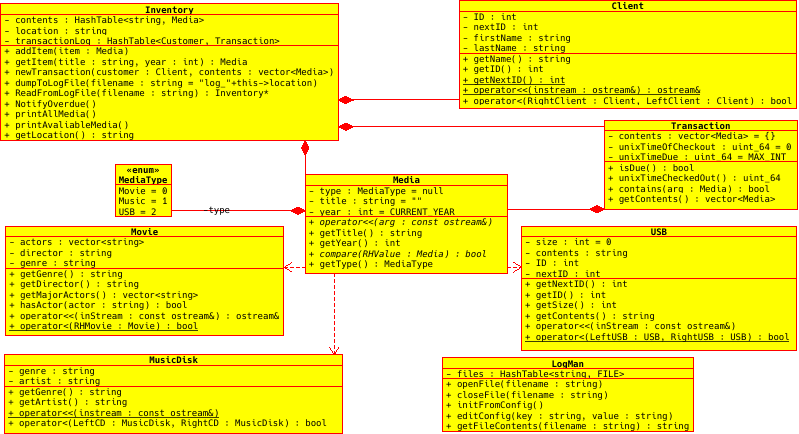 Inventory
- contents : HashTable<string, Media>
- location : string
- transactionLog : HashTable<Customer, Transaction>
+ addItem(item : Media)
+ getItem(title : string, year : int) : Media
+ newTransaction(customer : Client, contents : vector<Media>)
+ dumpToLogFile(filename : string = "log_"+this->location)
+ ReadFromLogFile(filename : string) : Inventory*
+ NotifyOverdue()
+ printAllMedia()
+ printAvaliableMedia()
+ getLocation() : string
Client
- ID : int
- nextID : int
- firstName : string
- lastName : string
+ getName() : string
+ getID() : int
+ getNextID() : int
+ operator<<(instream : ostream&) : ostream&
+ operator<(RightClient : Client, LeftClient : Client) : bool
Transaction
- contents : vector<Media> = {}
- unixTimeOfCheckout : uint_64 = 0
- unixTimeDue : uint_64 = MAX_INT
+ isDue() : bool
+ unixTimeCheckedOut() : uint_64
+ contains(arg : Media) : bool
+ getContents() : vector<Media>
«enum»
MediaType
Movie = 0
Music = 1
USB = 2
-type
Media
- type : MediaType = null
- title : string = ""
- year : int = CURRENT_YEAR
+ operator<<(arg : const ostream&)
+ getTitle() : string
+ getYear() : int
+ compare(RHValue : Media) : bool
+ getType() : MediaType
Movie
- actors : vector<string>
- director : string
- genre : string
+ getGenre() : string
+ getDirector() : string
+ getMajorActors() : vector<string>
+ hasActor(actor : string) : bool
+ operator<<(inStream : const ostream&) : ostream&
+ operator<(RHMovie : Movie) : bool
USB
- size : int = 0
- contents : string
- ID : int
- nextID : int
+ getNextID() : int
+ getID() : int
+ getSize() : int
+ getContents() : string
+ operator<<(inStream : const ostream&)
+ operator<(LeftUSB : USB, RightUSB : USB) : bool
MusicDisk
- genre : string
- artist : string
+ getGenre() : string
+ getArtist() : string
+ operator<<(instream : const ostream&)
+ operator<(LeftCD : MusicDisk, RightCD : MusicDisk) : bool
LogMan
- files : HashTable<string, FILE>
+ openFile(filename : string)
+ closeFile(filename : string)
+ initFromConfig()
+ editConfig(key : string, value : string)
+ getFileContents(filename : string) : string